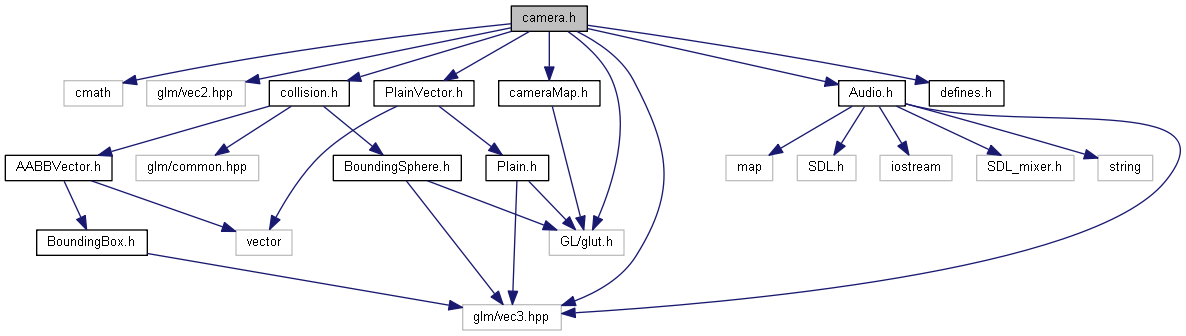 camera.h
cmath
glm/vec2.hpp
collision.h
PlainVector.h
cameraMap.h
Audio.h
defines.h
AABBVector.h
glm/common.hpp
BoundingSphere.h
Plain.h
map
SDL.h
iostream
SDL_mixer.h
string
BoundingBox.h
vector
GL/glut.h
glm/vec3.hpp